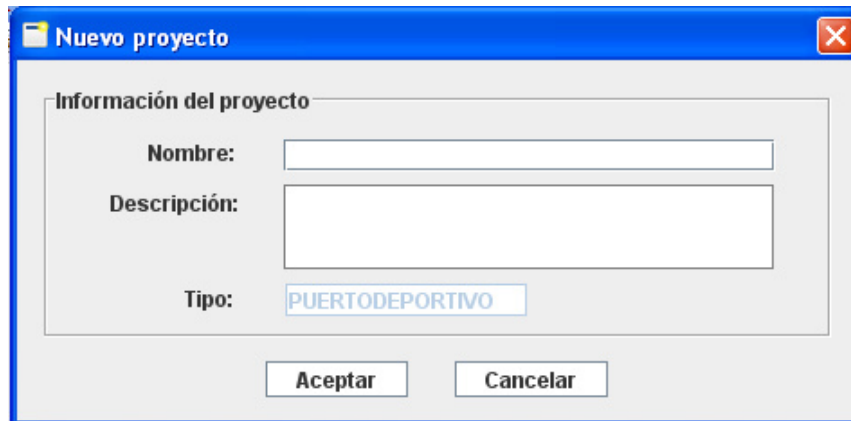 Nuevo proyecto
Información del proyecto
Nombre:
Descripción:
Tipo: PUERTODEPORTIVO
Aceptar Cancelar